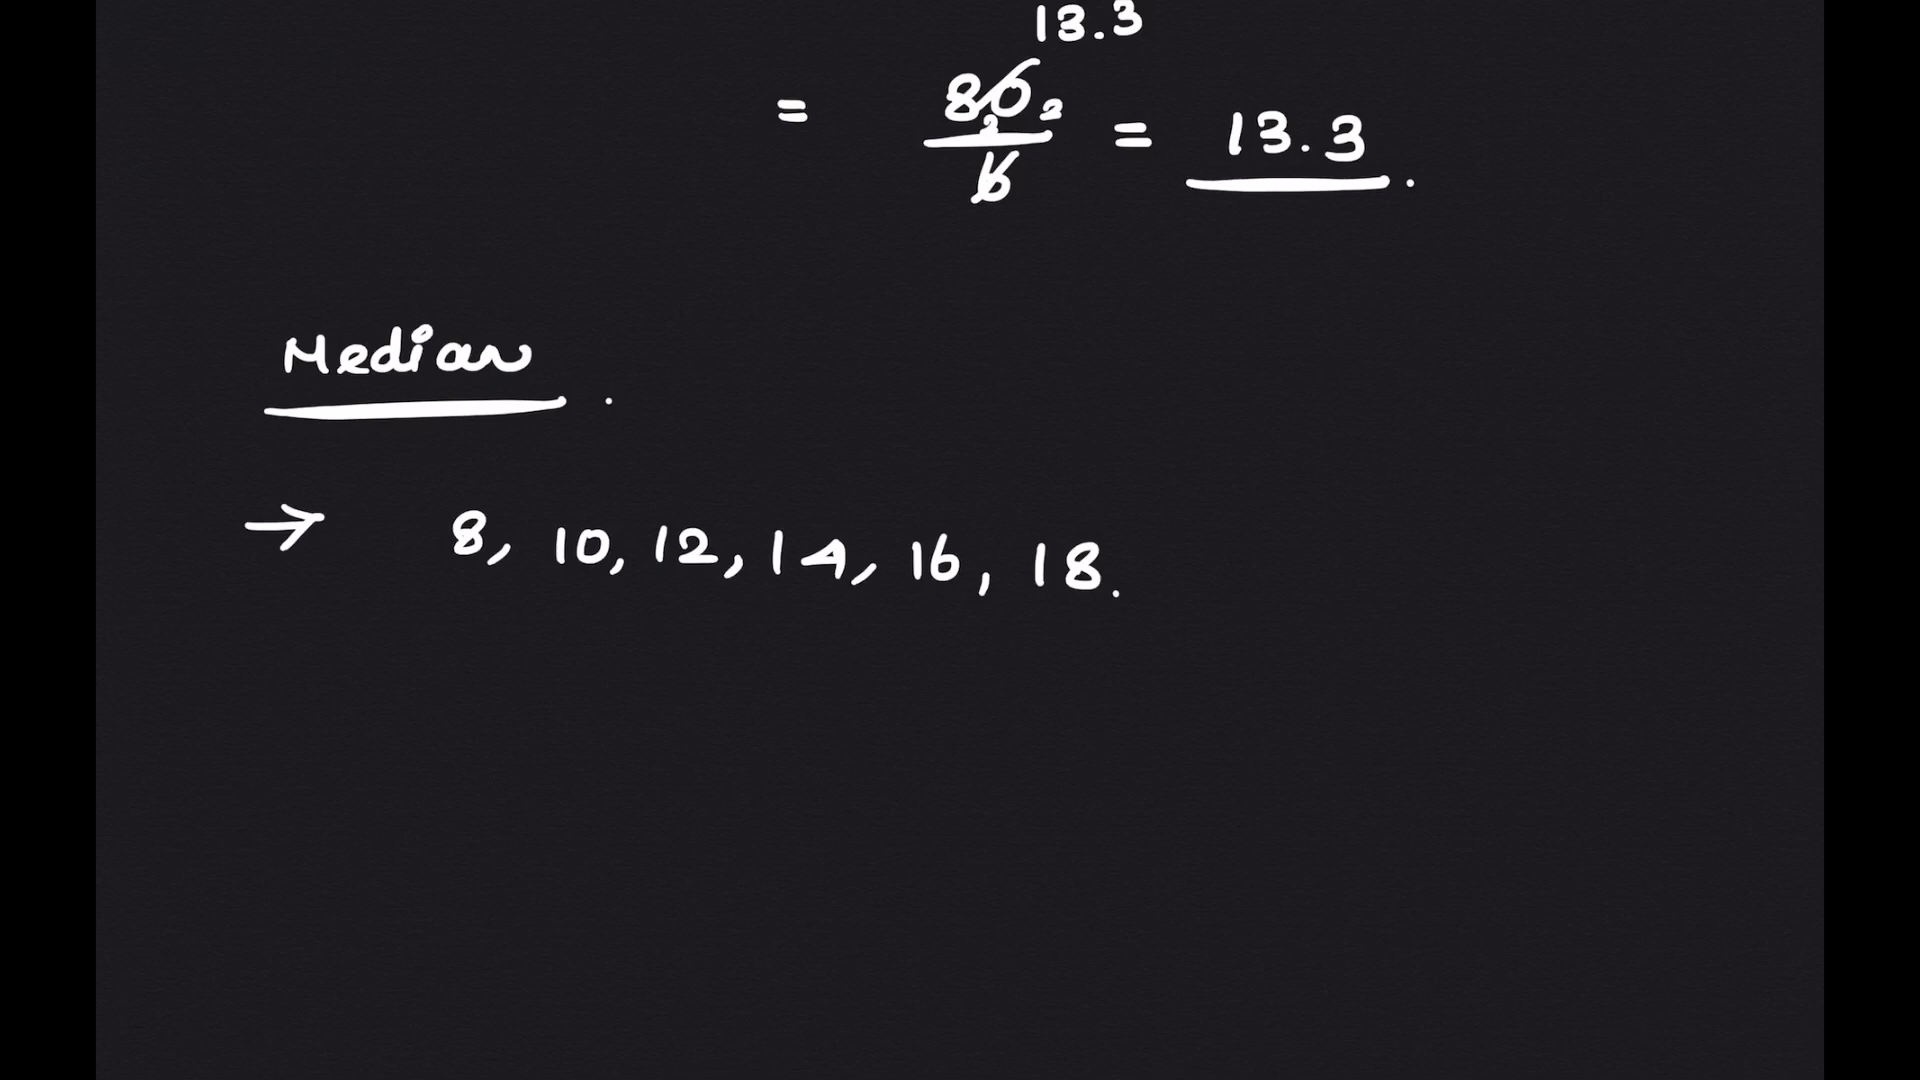 13.3
= 80/6 = 13.3.
Median.
→ 8, 10, 12, 14, 16, 18.